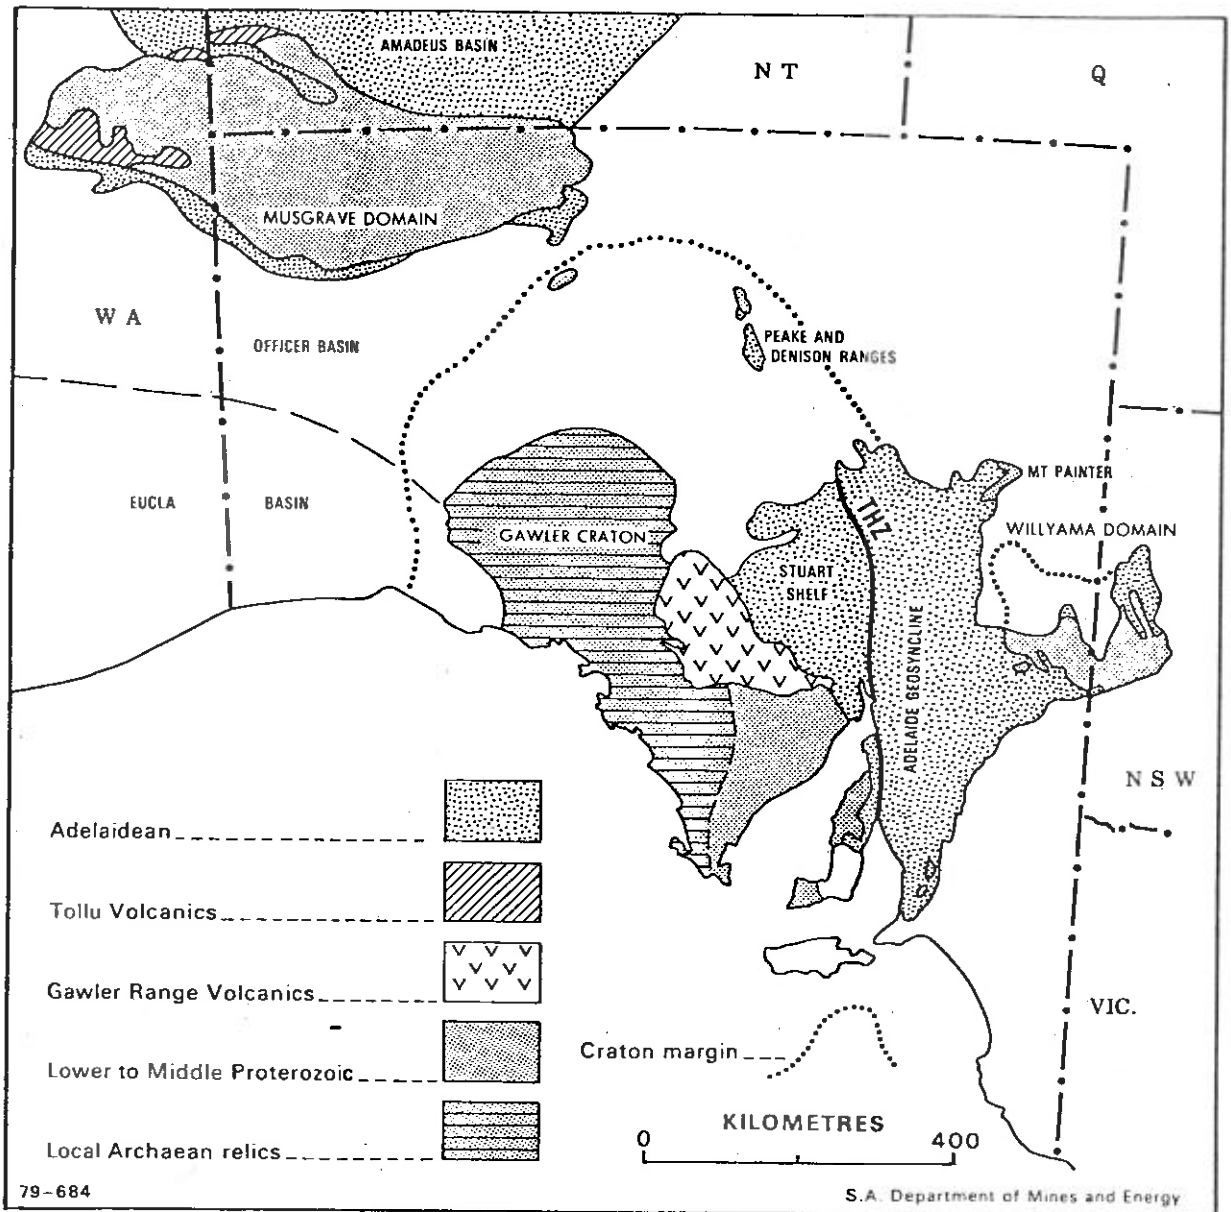 AMADEUS BASIN
N T
Q
MUSGRAVE DOMAIN
W A
OFFICER BASIN
PEAKE AND
DENISON RANGES
EUCLA BASIN
GAWLER CRATON
THZ
MT PAINTER
WILLYAMA DOMAIN
STUART
SHELF
ADELAIDE GEOSYNCLINE
N S W
VIC.
Adelaidean
Tollu Volcanics
Gawler Range Volcanics
Lower to Middle Proterozoic
Local Archaean relics
Craton margin
KILOMETRES
0 400
79-684
S.A. Department of Mines and Energy